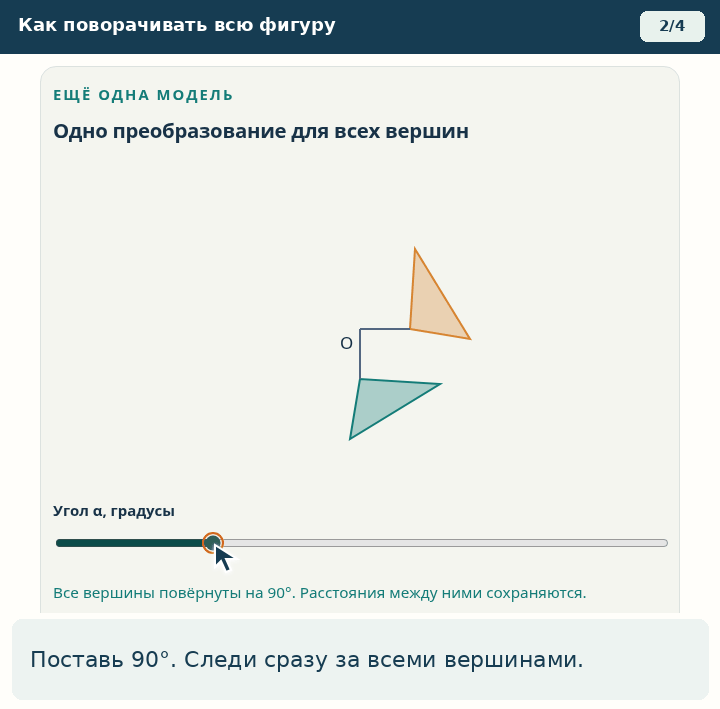 Как поворачивать всю фигуру
2/4
ЕЩЁ ОДНА МОДЕЛЬ
Одно преобразование для всех вершин
O
Угол α, градусы
Все вершины повёрнуты на 90°. Расстояния между ними сохраняются.
Поставь 90°. Следи сразу за всеми вершинами.